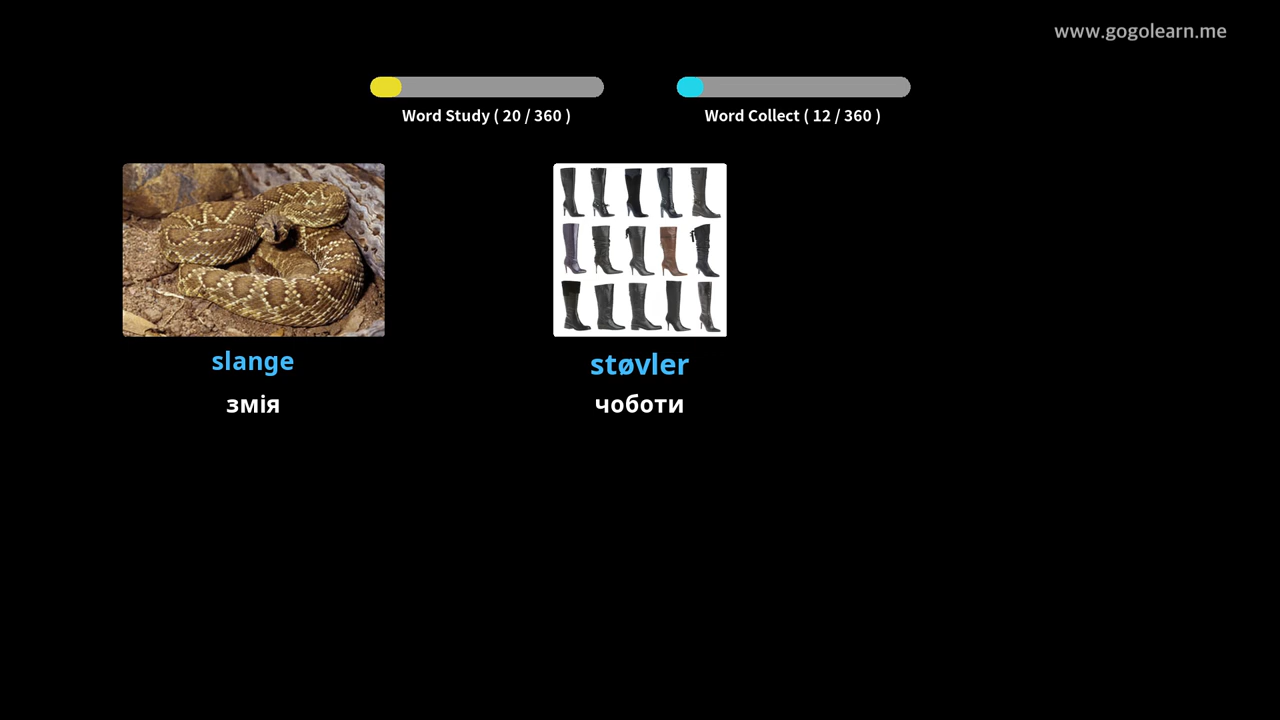 www.gogolearn.me
Word Study ( 20 / 360 )
Word Collect ( 12 / 360 )
slange
змія
støvler
чоботи